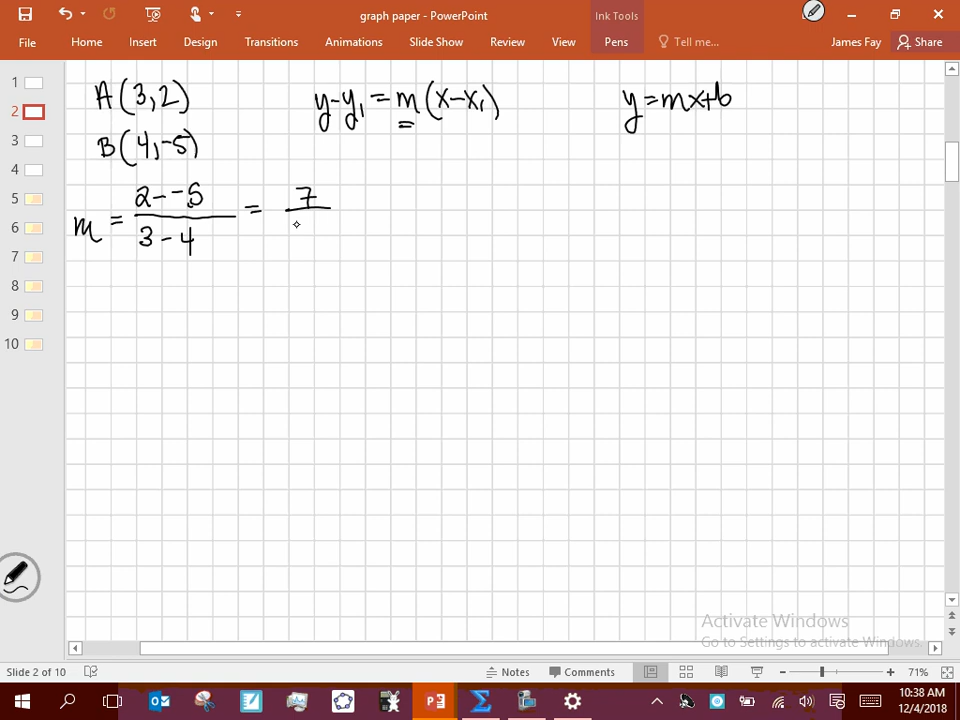 graph paper - PowerPoint
Ink Tools
File
Home
Insert
Design
Transitions
Animations
Slide Show
Review
View
Pens
Tell me...
James Fay
Share
1
2
3
4
5
6
7
8
9
10
A(3,2)
B(4,-5)
y-y₁=m(x-x₁)
y=mx+b
m = 2--5 / 3-4 = 7
Activate Windows
Go to Settings to activate Windows.
Slide 2 of 10
Notes
Comments
71%
10:38 AM
12/4/2018